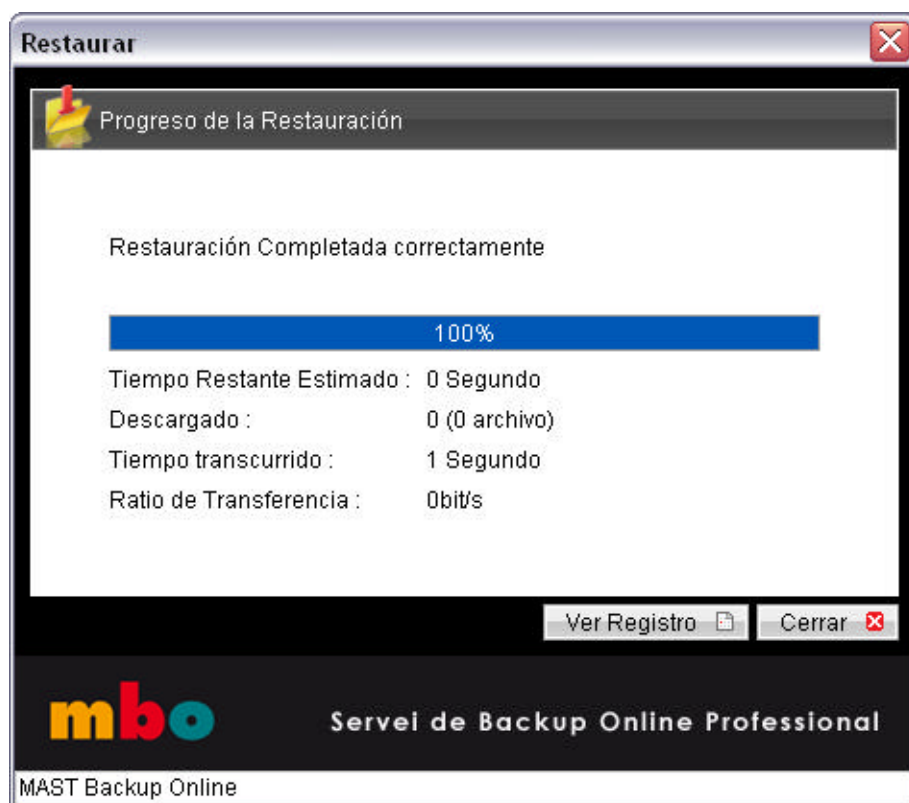 Restaurar
Progreso de la Restauración
Restauración Completada correctamente
100%
Tiempo Restante Estimado : 0 Segundo
Descargado : 0 (0 archivo)
Tiempo transcurrido : 1 Segundo
Ratio de Transferencia : 0bit/s
Ver Registro Cerrar
mbo Servei de Backup Online Professional
MAST Backup Online